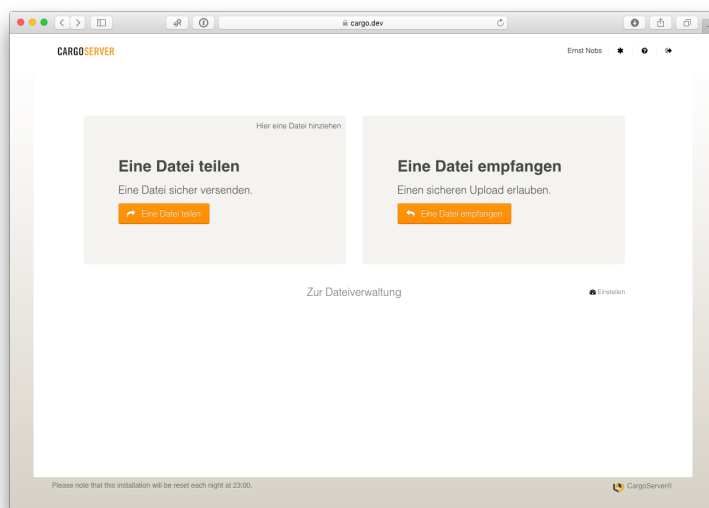 cargo.dev
CARGOSERVER
Ernst Nobs
Hier eine Datei hinziehen
Eine Datei teilen
Eine Datei sicher versenden.
Eine Datei teilen
Eine Datei empfangen
Einen sicheren Upload erlauben.
Eine Datei empfangen
Zur Dateiverwaltung
Einstellen
Please note that this installation will be reset each night at 23:00.
CargoServer®